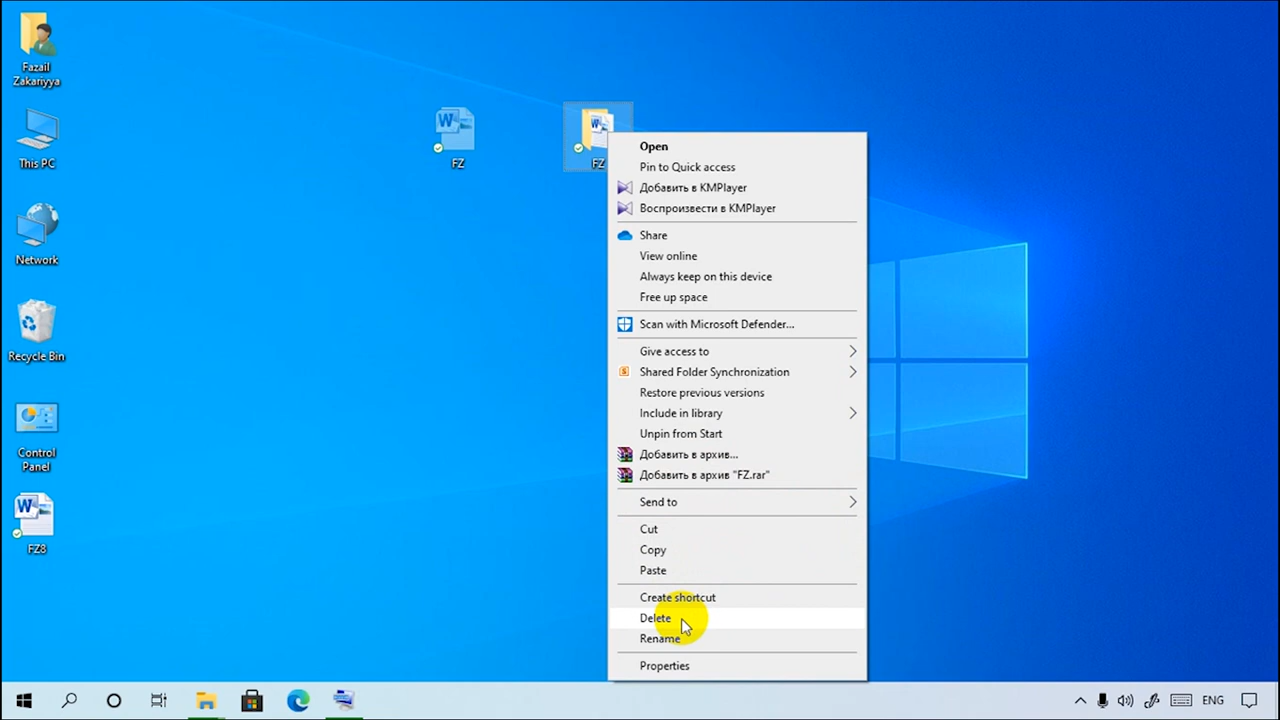 Fazail
Zakariyya
This PC
Network
Recycle Bin
Control
Panel
FZ8
FZ
FZ
Open
Pin to Quick access
Добавить в KMPlayer
Воспроизвести в KMPlayer
Share
View online
Always keep on this device
Free up space
Scan with Microsoft Defender...
Give access to
Shared Folder Synchronization
Restore previous versions
Include in library
Unpin from Start
Добавить в архив...
Добавить в архив "FZ.rar"
Send to
Cut
Copy
Paste
Create shortcut
Delete
Rename
Properties
ENG